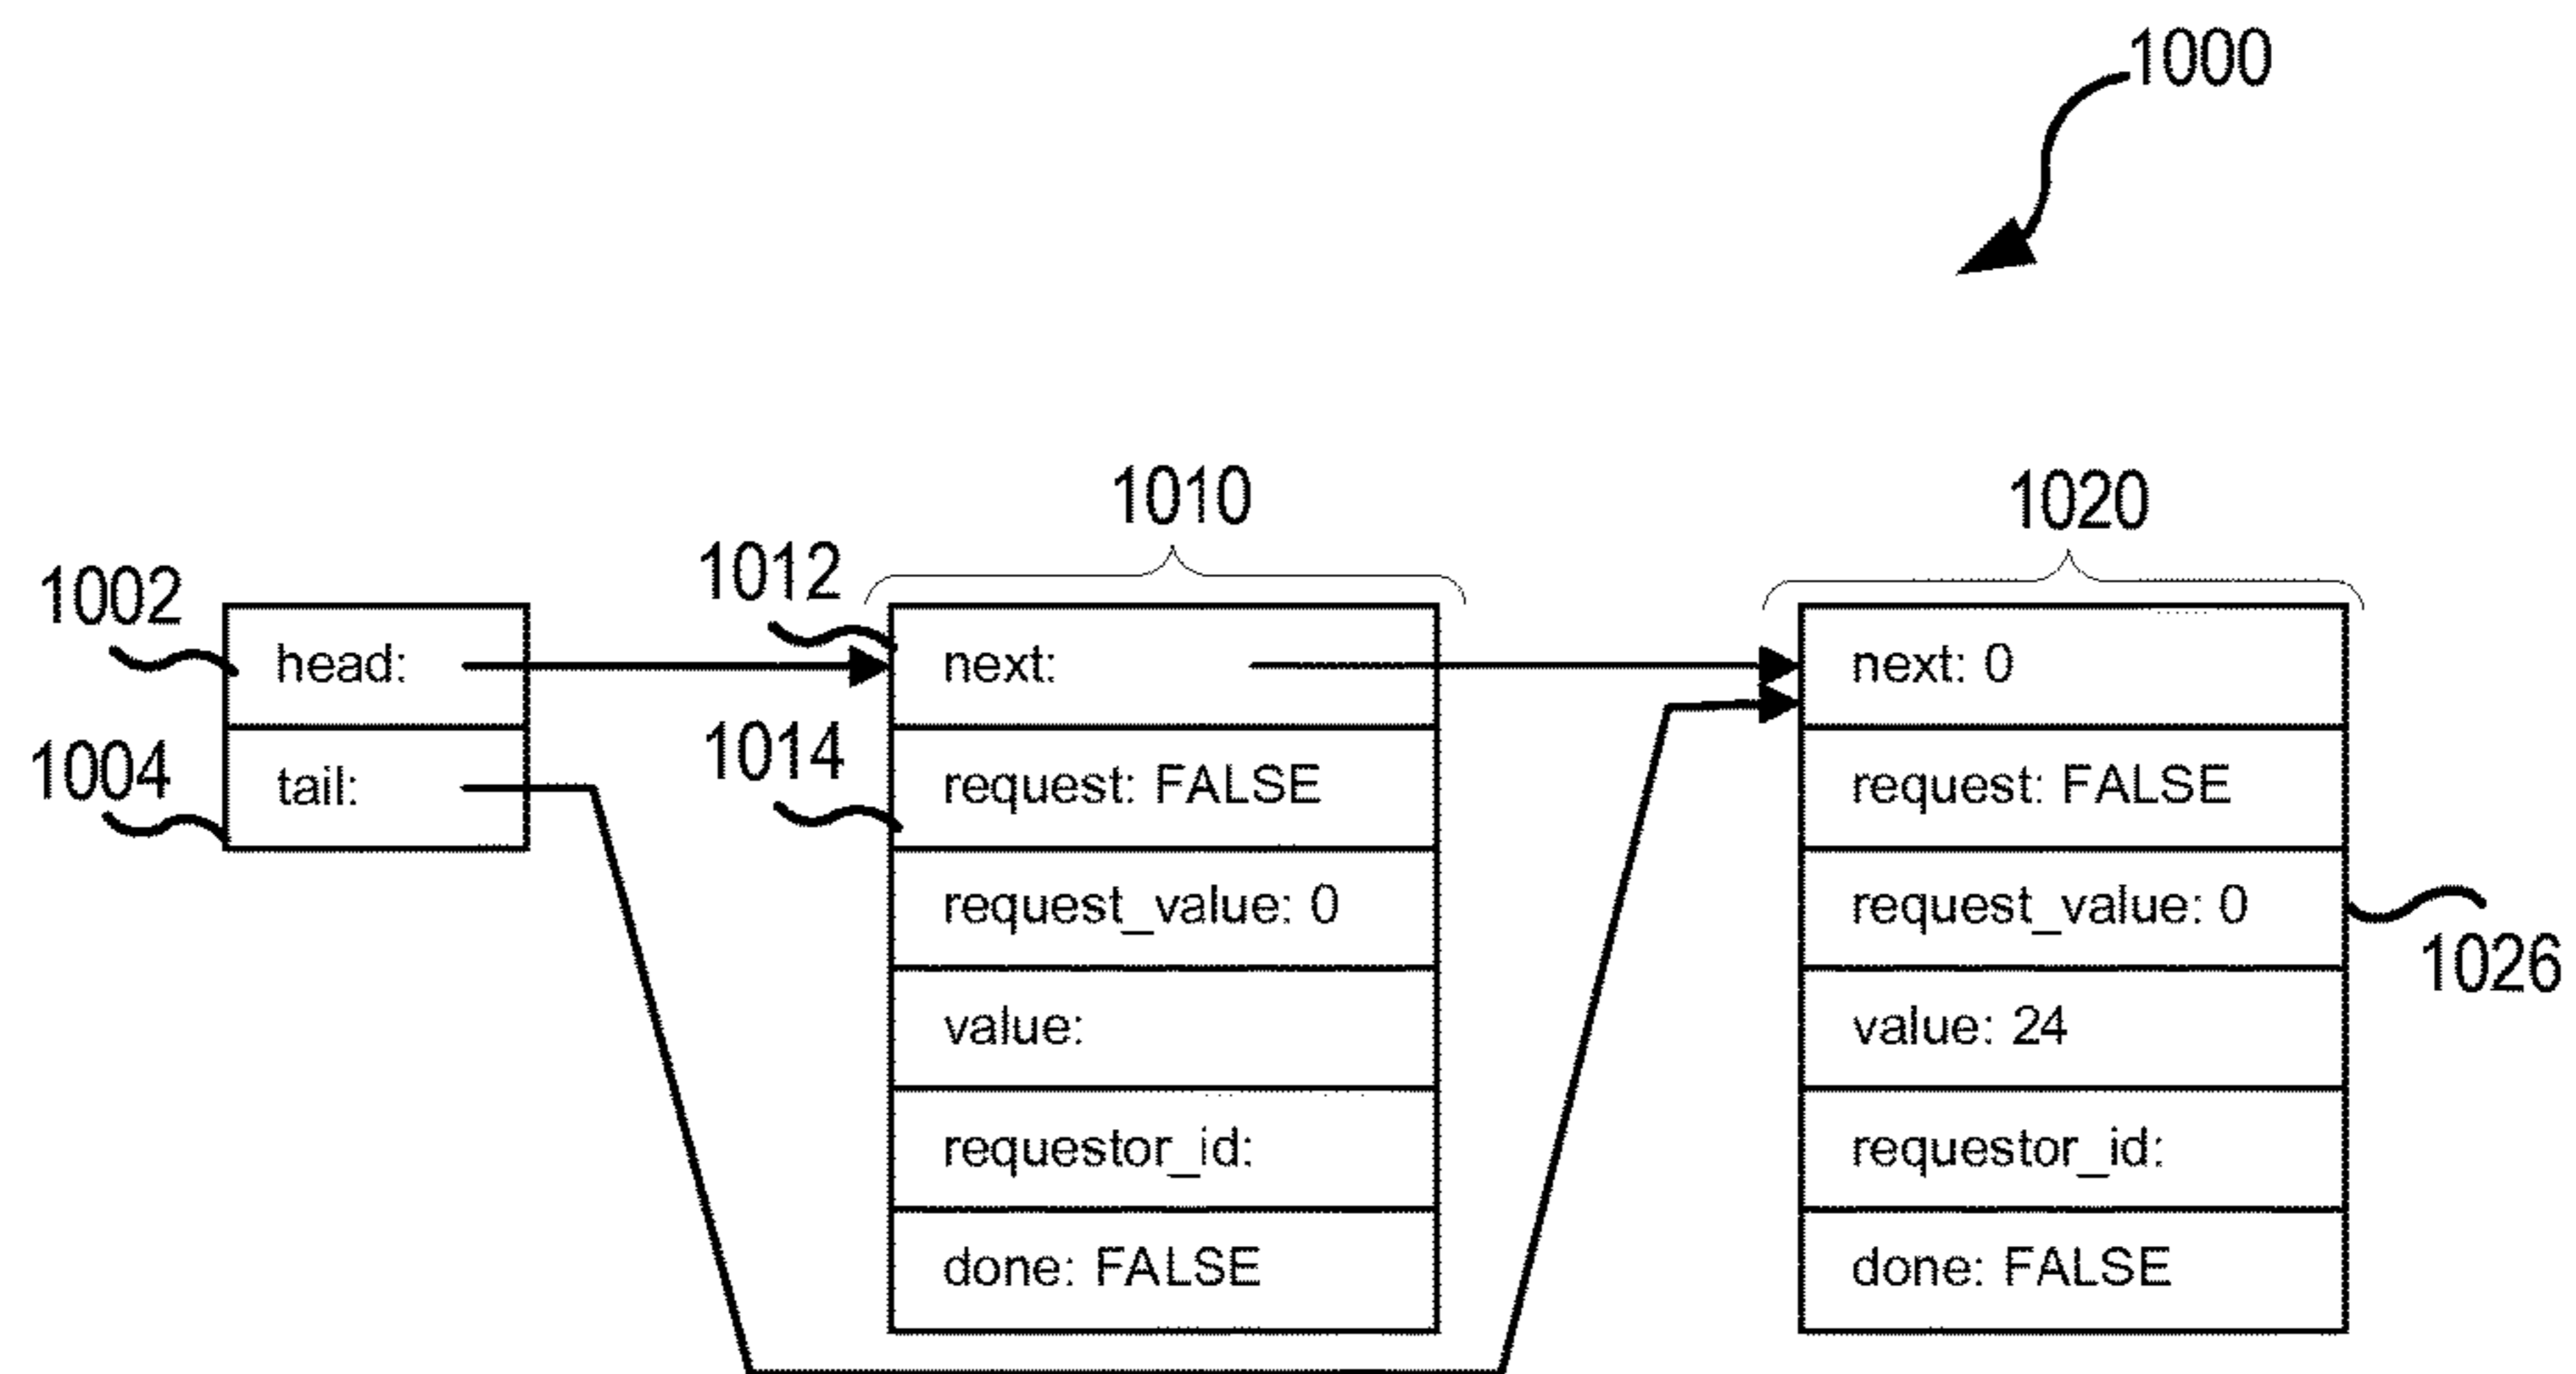 1000
1010
1020
1012
1002
head:
next:
next: 0
1014
1004
tail:
request: FALSE
request: FALSE
request_value: 0
request_value: 0
1026
value:
value: 24
requestor_id:
requestor_id:
done: FALSE
done: FALSE